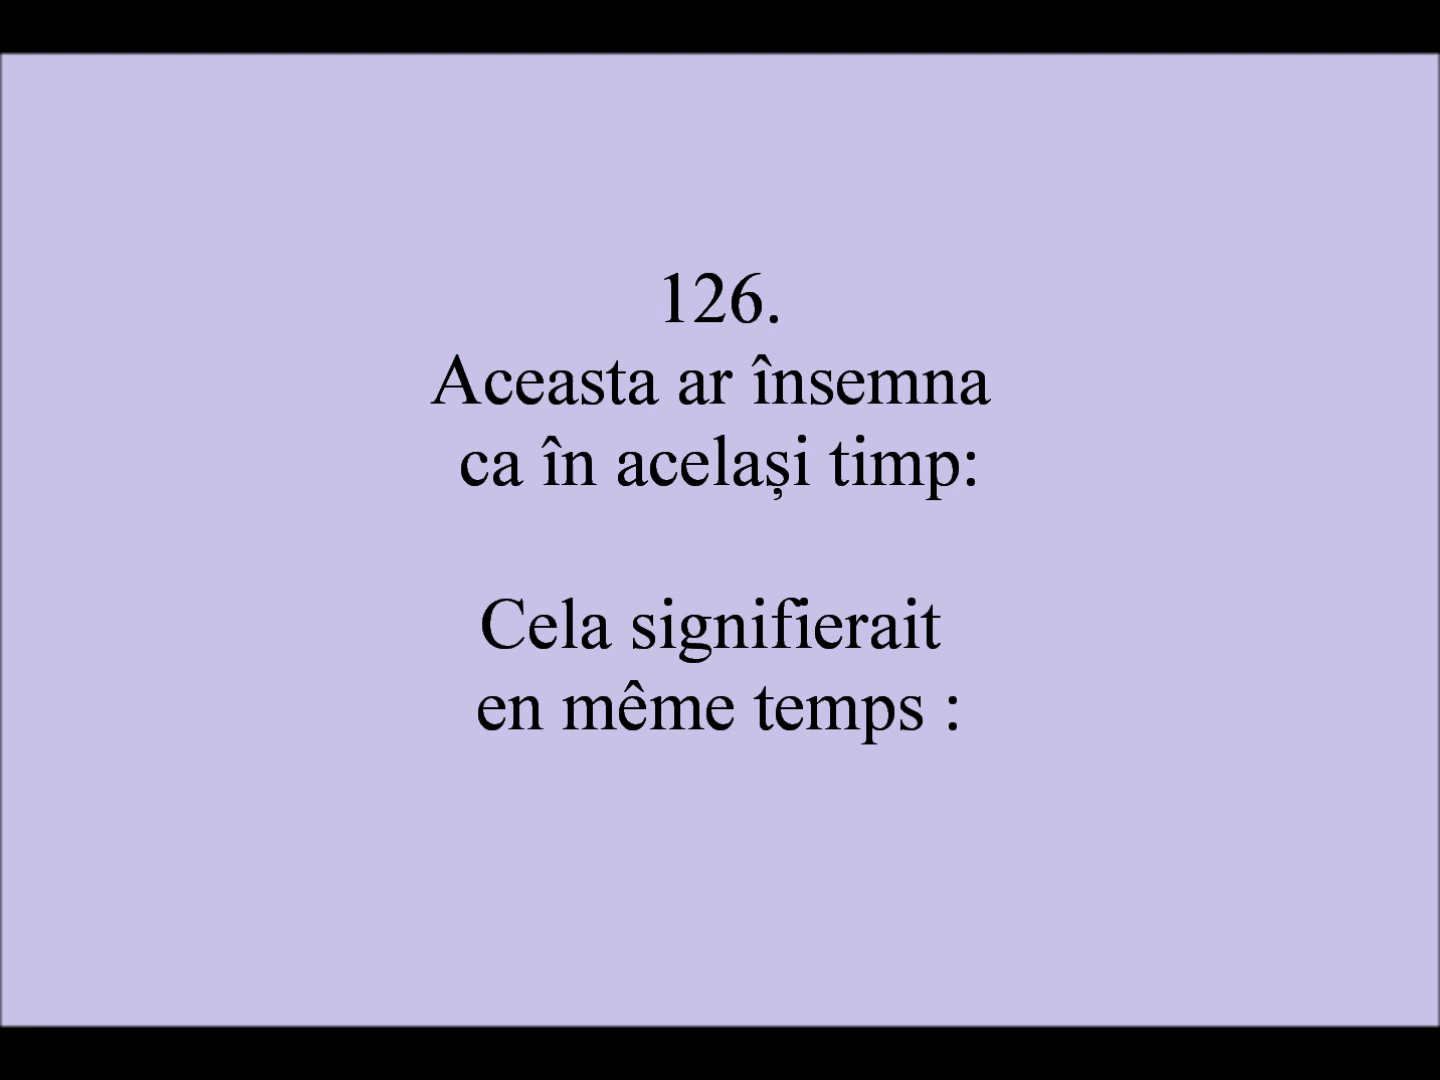 126.
Aceasta ar însemna
ca în același timp:
Cela signifierait
en même temps :